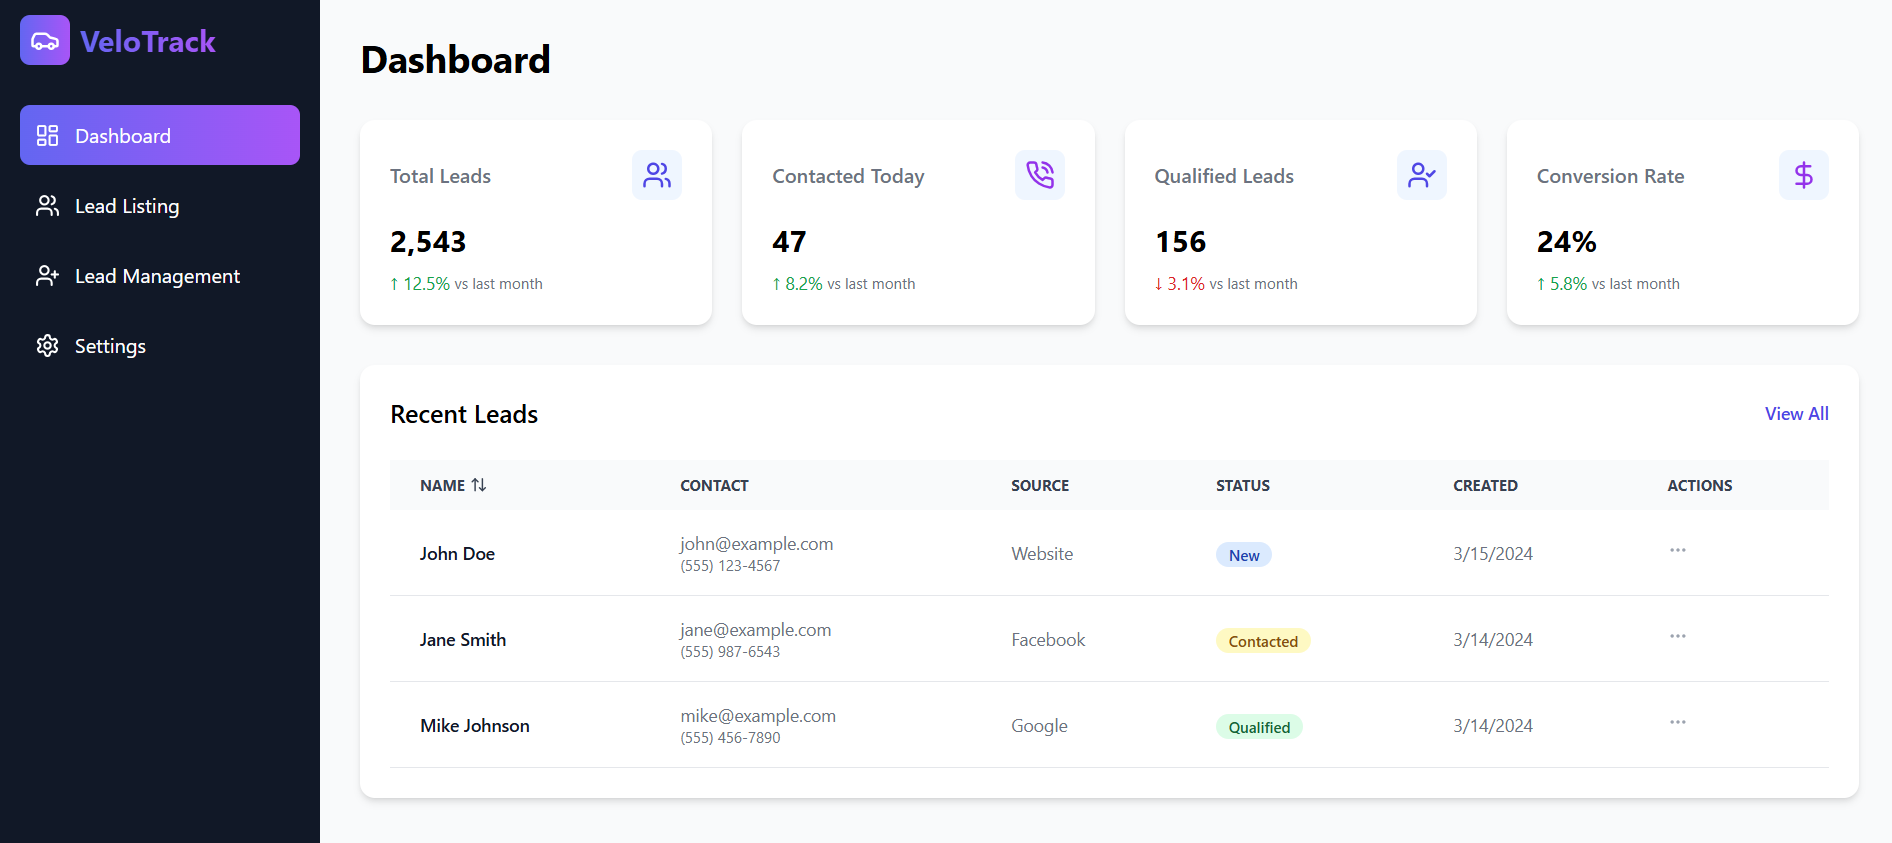 VeloTrack
Dashboard
Lead Listing
Lead Management
Settings
Dashboard
Total Leads
2,543
↑ 12.5% vs last month
Contacted Today
47
↑ 8.2% vs last month
Qualified Leads
156
↓ 3.1% vs last month
Conversion Rate
24%
↑ 5.8% vs last month
Recent Leads
View All
NAME CONTACT SOURCE STATUS CREATED ACTIONS
John Doe john@example.com Website New 3/15/2024
(555) 123-4567
Jane Smith jane@example.com Facebook Contacted 3/14/2024
(555) 987-6543
Mike Johnson mike@example.com Google Qualified 3/14/2024
(555) 456-7890